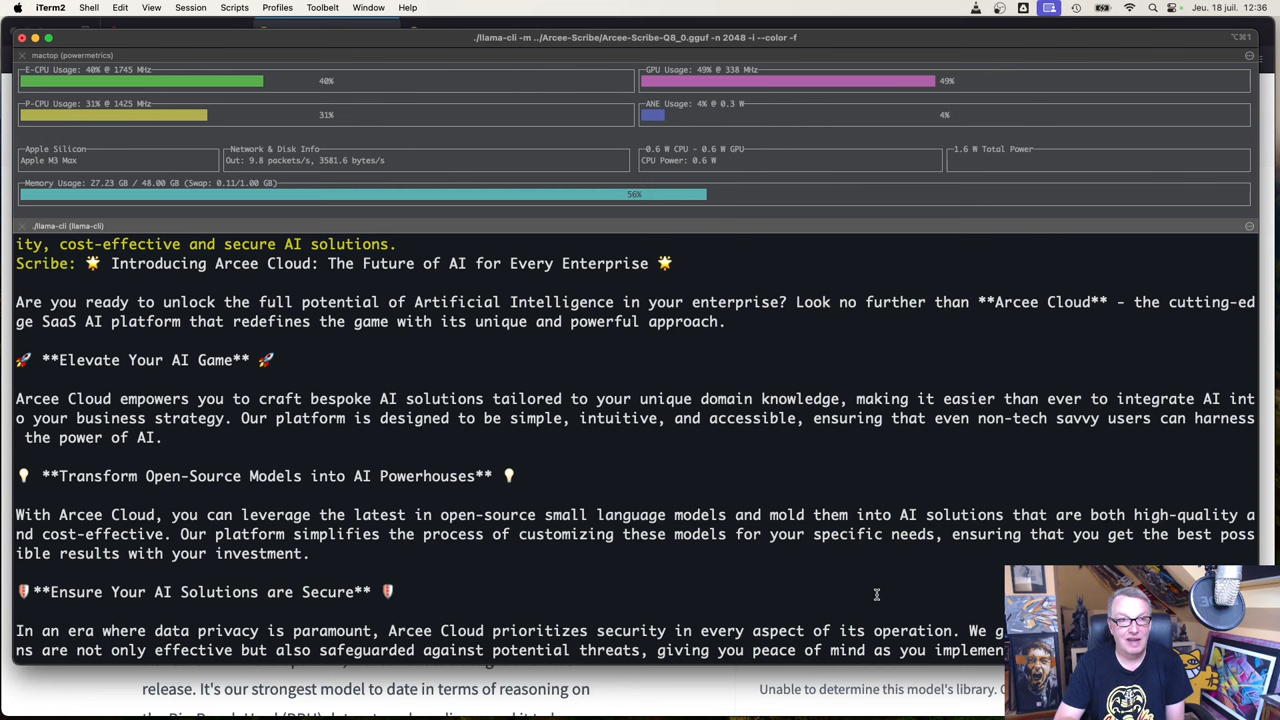 iTerm2 Shell Edit View Session Scripts Profiles Toolbelt Window Help Jeu. 18 juil. 12:36
./llama-cli -m ../Arcee-Scribe/Arcee-Scribe-Q8_0.gguf -n 2048 -i --color -f ⌥⌘1
mactop (powermetrics)
E-CPU Usage: 40% @ 1745 MHz
40%
GPU Usage: 49% @ 338 MHz
49%
P-CPU Usage: 31% @ 1425 MHz
31%
ANE Usage: 4% @ 0.3 W
4%
Apple Silicon
Apple M3 Max
Network & Disk Info
Out: 9.8 packets/s, 3581.6 bytes/s
0.6 W CPU - 0.6 W GPU
CPU Power: 0.6 W
1.6 W Total Power
Memory Usage: 27.23 GB / 48.00 GB (Swap: 0.11/1.00 GB)
56%
./llama-cli (llama-cli)
ity, cost-effective and secure AI solutions.
Scribe: 🌟 Introducing Arcee Cloud: The Future of AI for Every Enterprise 🌟
Are you ready to unlock the full potential of Artificial Intelligence in your enterprise? Look no further than **Arcee Cloud** - the cutting-ed
ge SaaS AI platform that redefines the game with its unique and powerful approach.
🚀 **Elevate Your AI Game** 🚀
Arcee Cloud empowers you to craft bespoke AI solutions tailored to your unique domain knowledge, making it easier than ever to integrate AI int
o your business strategy. Our platform is designed to be simple, intuitive, and accessible, ensuring that even non-tech savvy users can harness
the power of AI.
💡 **Transform Open-Source Models into AI Powerhouses** 💡
With Arcee Cloud, you can leverage the latest in open-source small language models and mold them into AI solutions that are both high-quality a
nd cost-effective. Our platform simplifies the process of customizing these models for your specific needs, ensuring that you get the best poss
ible results with your investment.
🛡️**Ensure Your AI Solutions are Secure** 🛡️
In an era where data privacy is paramount, Arcee Cloud prioritizes security in every aspect of its operation. We g
ns are not only effective but also safeguarded against potential threats, giving you peace of mind as you implemen
release. It's our strongest model to date in terms of reasoning on
Unable to determine this model's library.